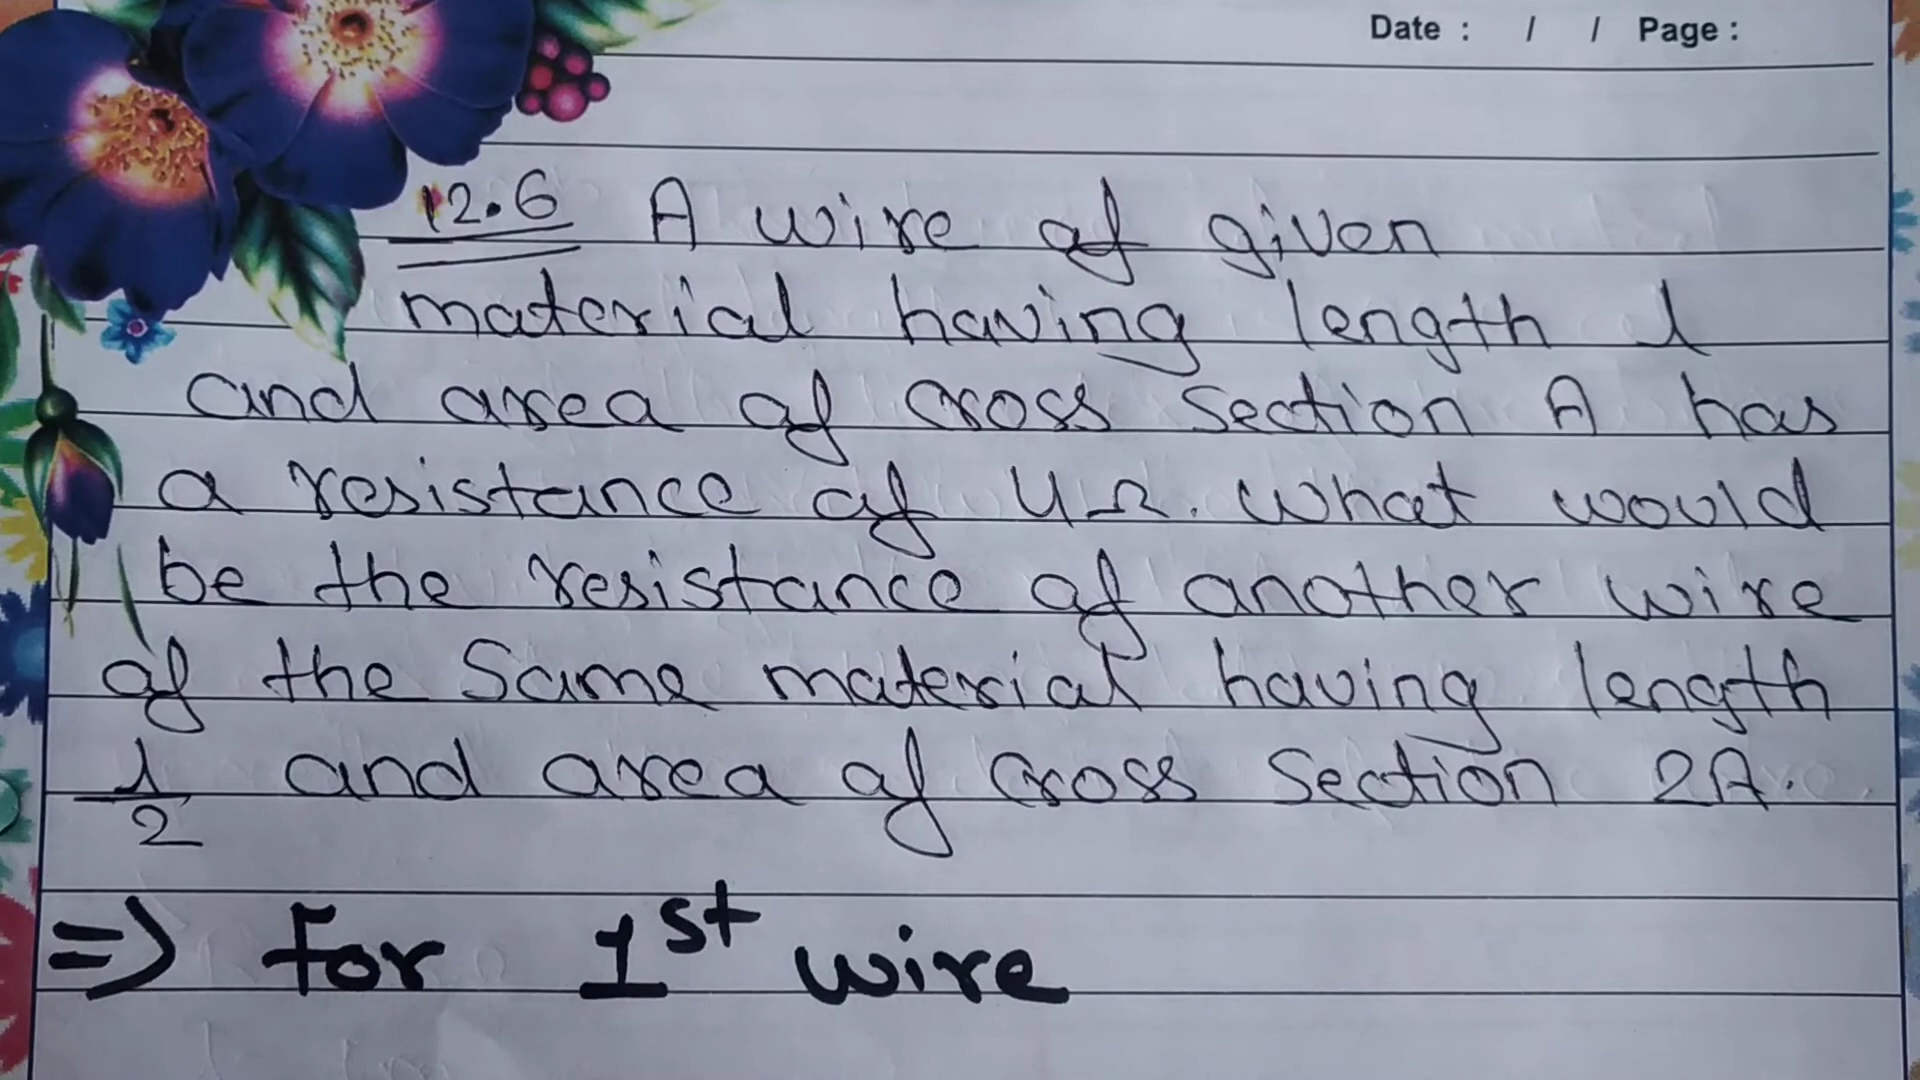 Date : / / Page :
12.6 A wire of given
material having length l
and area of cross section A has
a resistance of 4Ω. What would
be the resistance of another wire
of the same material having length
l/2 and area of cross section 2A.
=> For 1st wire